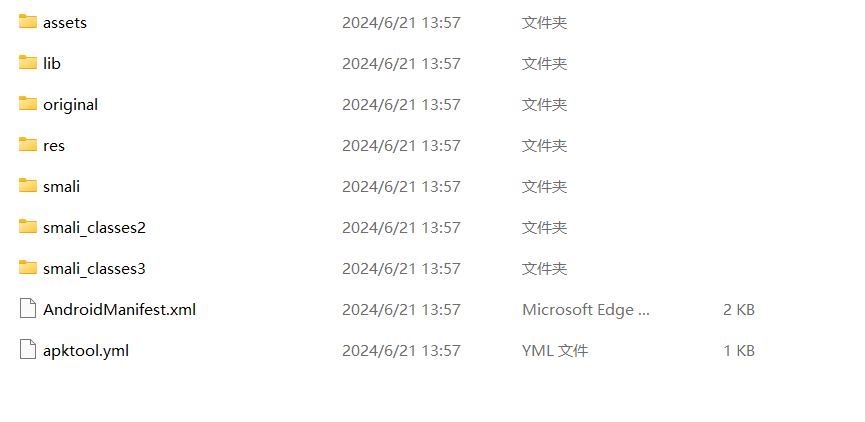 assets 2024/6/21 13:57 文件夹
lib 2024/6/21 13:57 文件夹
original 2024/6/21 13:57 文件夹
res 2024/6/21 13:57 文件夹
smali 2024/6/21 13:57 文件夹
smali_classes2 2024/6/21 13:57 文件夹
smali_classes3 2024/6/21 13:57 文件夹
AndroidManifest.xml 2024/6/21 13:57 Microsoft Edge ... 2 KB
apktool.yml 2024/6/21 13:57 YML 文件 1 KB